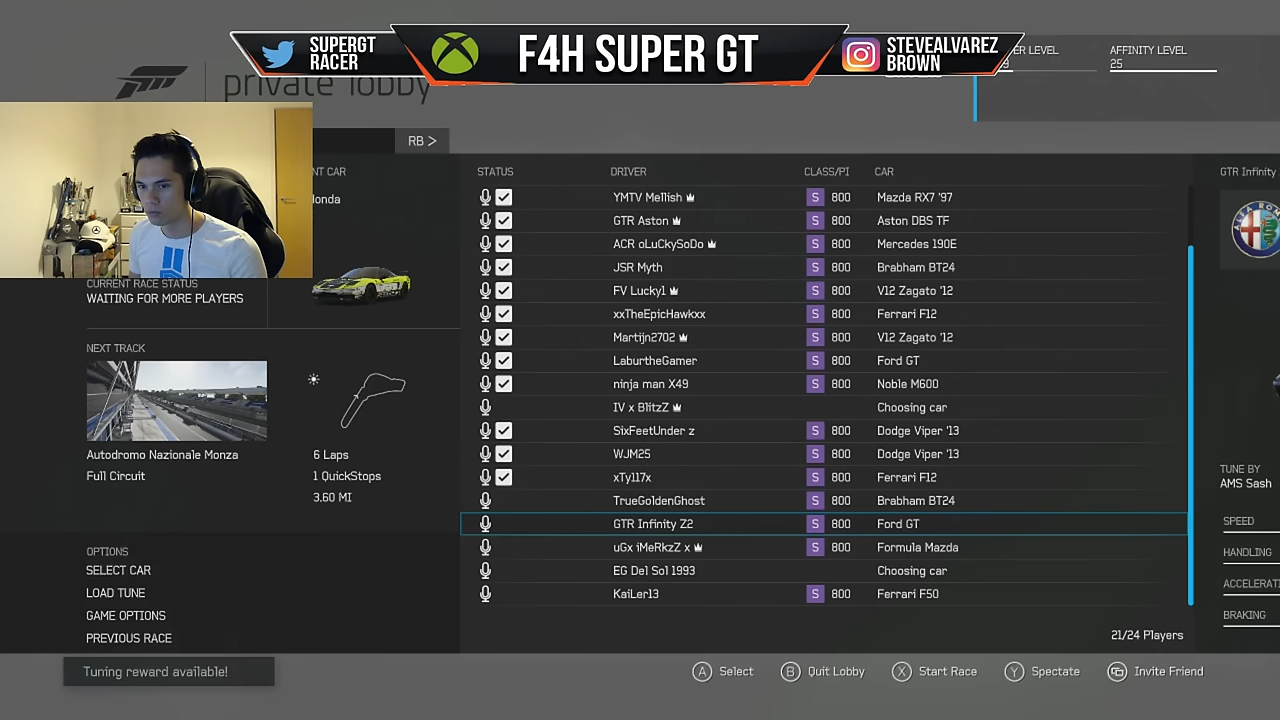 SUPERGT
RACER
F4H SUPER GT
STEVEALVAREZ
BROWN
ER LEVEL
AFFINITY LEVEL
25
private lobby
RB >
NT CAR
Honda
CURRENT RACE STATUS
WAITING FOR MORE PLAYERS
NEXT TRACK
Autodromo Nazionale Monza
Full Circuit
6 Laps
1 QuickStops
3.60 MI
OPTIONS
SELECT CAR
LOAD TUNE
GAME OPTIONS
PREVIOUS RACE
Tuning reward available!
STATUS DRIVER CLASS/PI CAR
YMTV Mellish S 800 Mazda RX7 '97
GTR Aston S 800 Aston DBS TF
ACR oLuCkySoDo S 800 Mercedes 190E
JSR Myth S 800 Brabham BT24
FV Lucky1 S 800 V12 Zagato '12
xxTheEpicHawkxx S 800 Ferrari F12
Martijn2702 S 800 V12 Zagato '12
LaburtheGamer S 800 Ford GT
ninja man X49 S 800 Noble M600
IV x BlitzZ Choosing car
SixFeetUnder z S 800 Dodge Viper '13
WJM25 S 800 Dodge Viper '13
xTy117x S 800 Ferrari F12
TrueGoldenGhost S 800 Brabham BT24
GTR Infinity Z2 S 800 Ford GT
uGx iMeRkzZ x S 800 Formula Mazda
EG Del Sol 1993 Choosing car
KaiLer13 S 800 Ferrari F50
21/24 Players
GTR Infinity
TUNE BY
AMS Sash
SPEED
HANDLING
ACCELERATI
BRAKING
A Select B Quit Lobby X Start Race Y Spectate Invite Friend